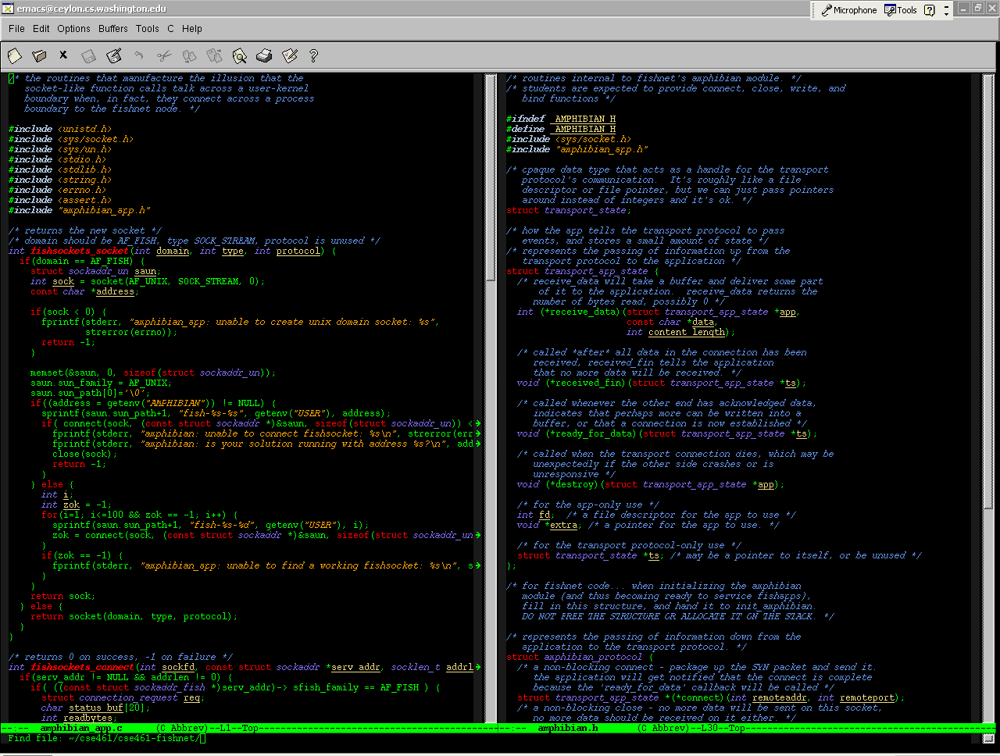 emacs@ceylon.cs.washington.edu
Microphone Tools
File Edit Options Buffers Tools C Help
/* the routines that manufacture the illusion that the
socket-like function calls talk across a user-kernel
boundary when, in fact, they connect across a process
boundary to the fishnet node. */
#include <unistd.h>
#include <sys/socket.h>
#include <sys/un.h>
#include <stdio.h>
#include <stdlib.h>
#include <string.h>
#include <errno.h>
#include <assert.h>
#include "amphibian_app.h"
/* returns the new socket */
/* domain should be AF_FISH, type SOCK_STREAM, protocol is unused */
int fishsockets_socket(int domain, int type, int protocol) {
if(domain == AF_FISH) {
struct sockaddr_un saun;
int sock = socket(AF_UNIX, SOCK_STREAM, 0);
const char *address;
if(sock < 0) {
fprintf(stderr, "amphibian_app: unable to create unix domain socket: %s",
strerror(errno));
return -1;
}
memset(&saun, 0, sizeof(struct sockaddr_un));
saun.sun_family = AF_UNIX;
saun.sun_path[0]='\0';
if((address = getenv("AMPHIBIAN")) != NULL) {
sprintf(saun.sun_path+1, "fish-%s-%s", getenv("USER"), address);
if( connect(sock, (const struct sockaddr *)&saun, sizeof(struct sockaddr_un)) <
fprintf(stderr, "amphibian: unable to connect fishsocket: %s\n", strerror(err
fprintf(stderr, "amphibian: is your solution running with address %s?\n", add
close(sock);
return -1;
}
} else {
int i;
int zok = -1;
for(i=1; i<=100 && zok == -1; i++) {
sprintf(saun.sun_path+1, "fish-%s-%d", getenv("USER"), i);
zok = connect(sock, (const struct sockaddr *)&saun, sizeof(struct sockaddr_un
}
if(zok == -1) {
fprintf(stderr, "amphibian_app: unable to find a working fishsocket: %s\n", s
}
}
return sock;
} else {
return socket(domain, type, protocol);
}
}
/* returns 0 on success, -1 on failure */
int fishsockets_connect(int sockfd, const struct sockaddr *serv_addr, socklen_t addrl
if(serv_addr != NULL && addrlen != 0) {
if( ((const struct sockaddr_fish *)serv_addr)-> sfish_family == AF_FISH ) {
struct connection_request req;
char status_buf[20];
int readbytes;
--:-- amphibian_app.c (C Abbrev)--L1--Top
/* routines internal to fishnet's amphibian module. */
/* students are expected to provide connect, close, write, and
bind functions */
#ifndef _AMPHIBIAN_H
#define _AMPHIBIAN_H
#include <sys/socket.h>
#include "amphibian_app.h"
/* opaque data type that acts as a handle for the transport
protocol's communication. It's roughly like a file
descriptor or file pointer, but we can just pass pointers
around instead of integers and it's ok. */
struct transport_state;
/* how the app tells the transport protocol to pass
events, and stores a small amount of state */
/* represents the passing of information up from the
transport protocol to the application */
struct transport_app_state {
/* receive_data will take a buffer and deliver some part
of it to the application. receive_data returns the
number of bytes read, possibly 0 */
int (*receive_data)(struct transport_app_state *app,
const char *data,
int content_length);
/* called *after* all data in the connection has been
received, received_fin tells the application
that no more data will be received. */
void (*received_fin)(struct transport_app_state *ts);
/* called whenever the other end has acknowledged data,
indicates that perhaps more can be written into a
buffer, or that a connection is now established */
void (*ready_for_data)(struct transport_app_state *ts);
/* called when the transport connection dies, which may be
unexpectedly if the other side crashes or is
unresponsive */
void (*destroy)(struct transport_app_state *app);
/* for the app-only use */
int fd; /* a file descriptor for the app to use */
void *extra; /* a pointer for the app to use. */
/* for the transport protocol-only use */
struct transport_state *ts; /* may be a pointer to itself, or be unused */
};
/* for fishnet code... when initializing the amphibian
module (and thus becoming ready to service fishapps),
fill in this structure, and hand it to init_amphibian.
DO NOT FREE THE STRUCTURE OR ALLOCATE IT ON THE STACK. */
/* represents the passing of information down from the
application to the transport protocol. */
struct amphibian_protocol {
/* a non-blocking connect - package up the SYN packet and send it.
the application will get notified that the connect is complete
because the 'ready_for_data' callback will be called */
struct transport_app_state *(*connect)(int remoteaddr, int remoteport);
/* a non-blocking close - no more data will be sent on this socket,
no more data should be received on it either. */
--:-- amphibian.h (C Abbrev)--L30--Top
Find file: ~/cse461/cse461-fishnet/